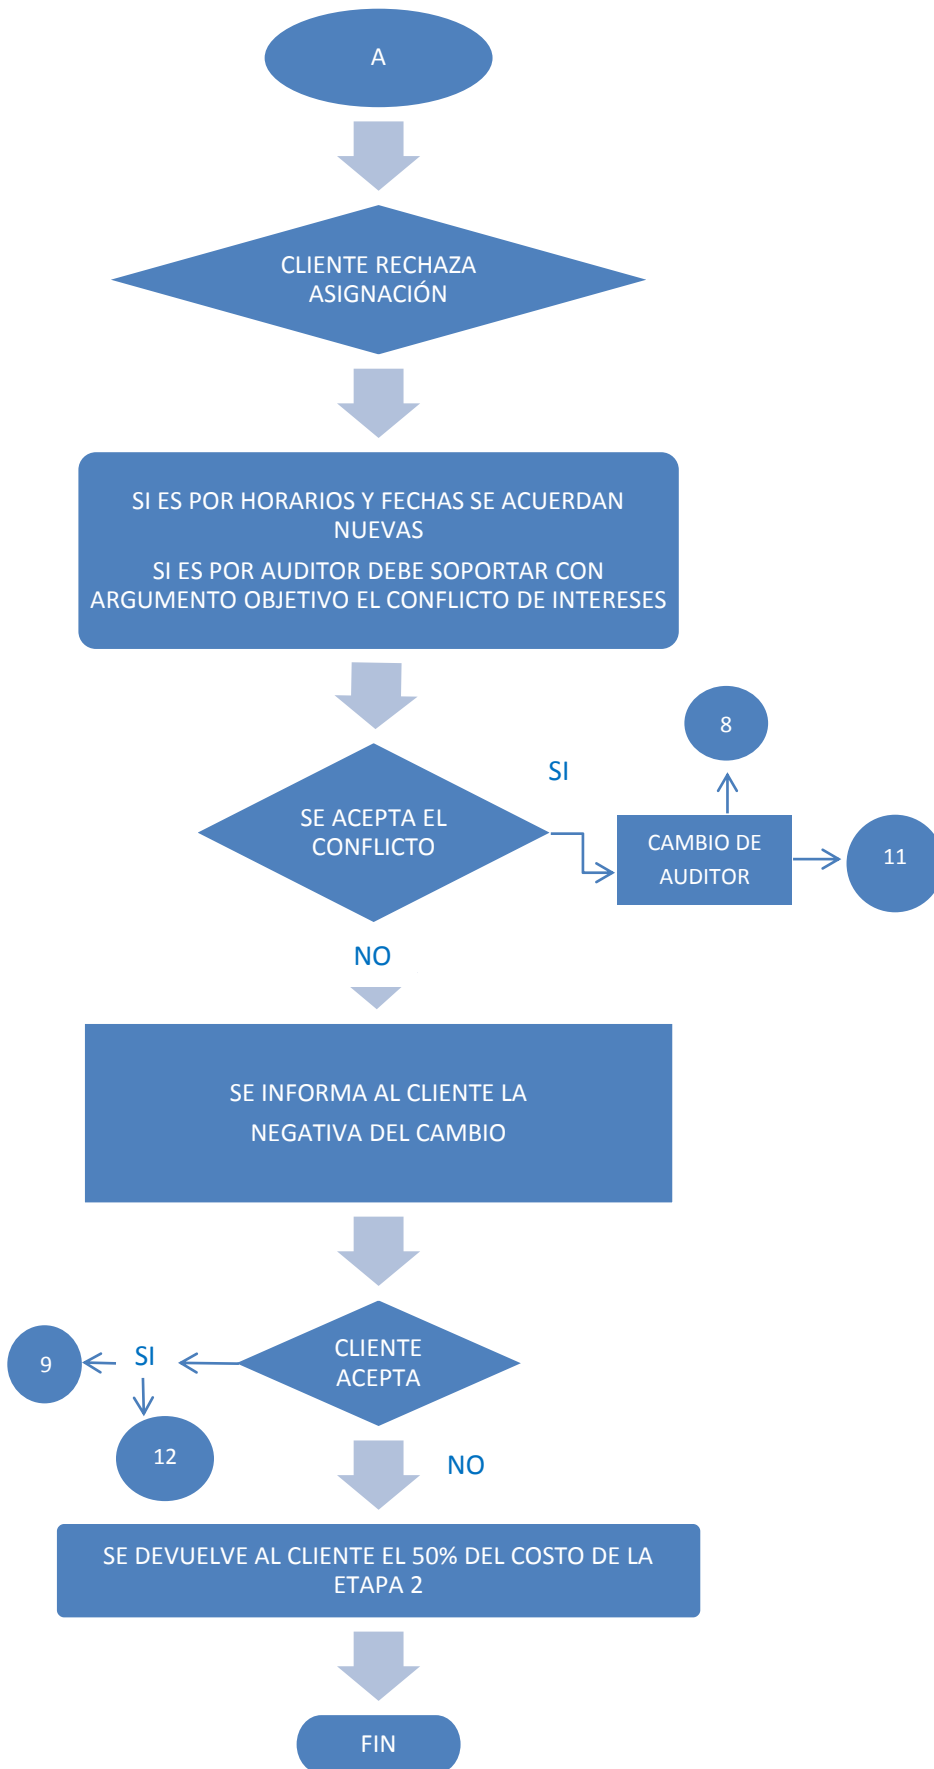 A
CLIENTE RECHAZA
ASIGNACIÓN
SI ES POR HORARIOS Y FECHAS SE ACUERDAN
NUEVAS
SI ES POR AUDITOR DEBE SOPORTAR CON
ARGUMENTO OBJETIVO EL CONFLICTO DE INTERESES
8
SI
SE ACEPTA EL
CONFLICTO
CAMBIO DE
AUDITOR
11
NO
SE INFORMA AL CLIENTE LA
NEGATIVA DEL CAMBIO
CLIENTE
ACEPTA
SI
9
12
NO
SE DEVUELVE AL CLIENTE EL 50% DEL COSTO DE LA
ETAPA 2
FIN